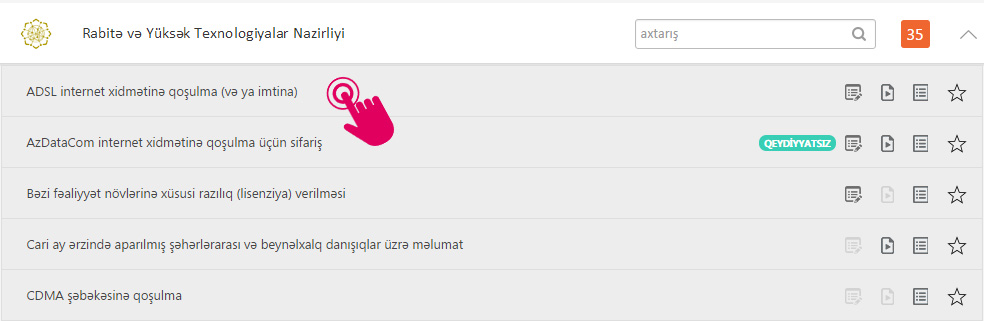 Rabitə və Yüksək Texnologiyalar Nazirliyi
axtarış
35
ADSL internet xidmətinə qoşulma (və ya imtina)
AzDataCom internet xidmətinə qoşulma üçün sifariş
QEYDİYYATSIZ
Bəzi fəaliyyət növlərinə xüsusi razılıq (lisenziya) verilməsi
Cari ay ərzində aparılmış şəhərlərarası və beynəlxalq danışıqlar üzrə məlumat
CDMA şəbəkəsinə qoşulma